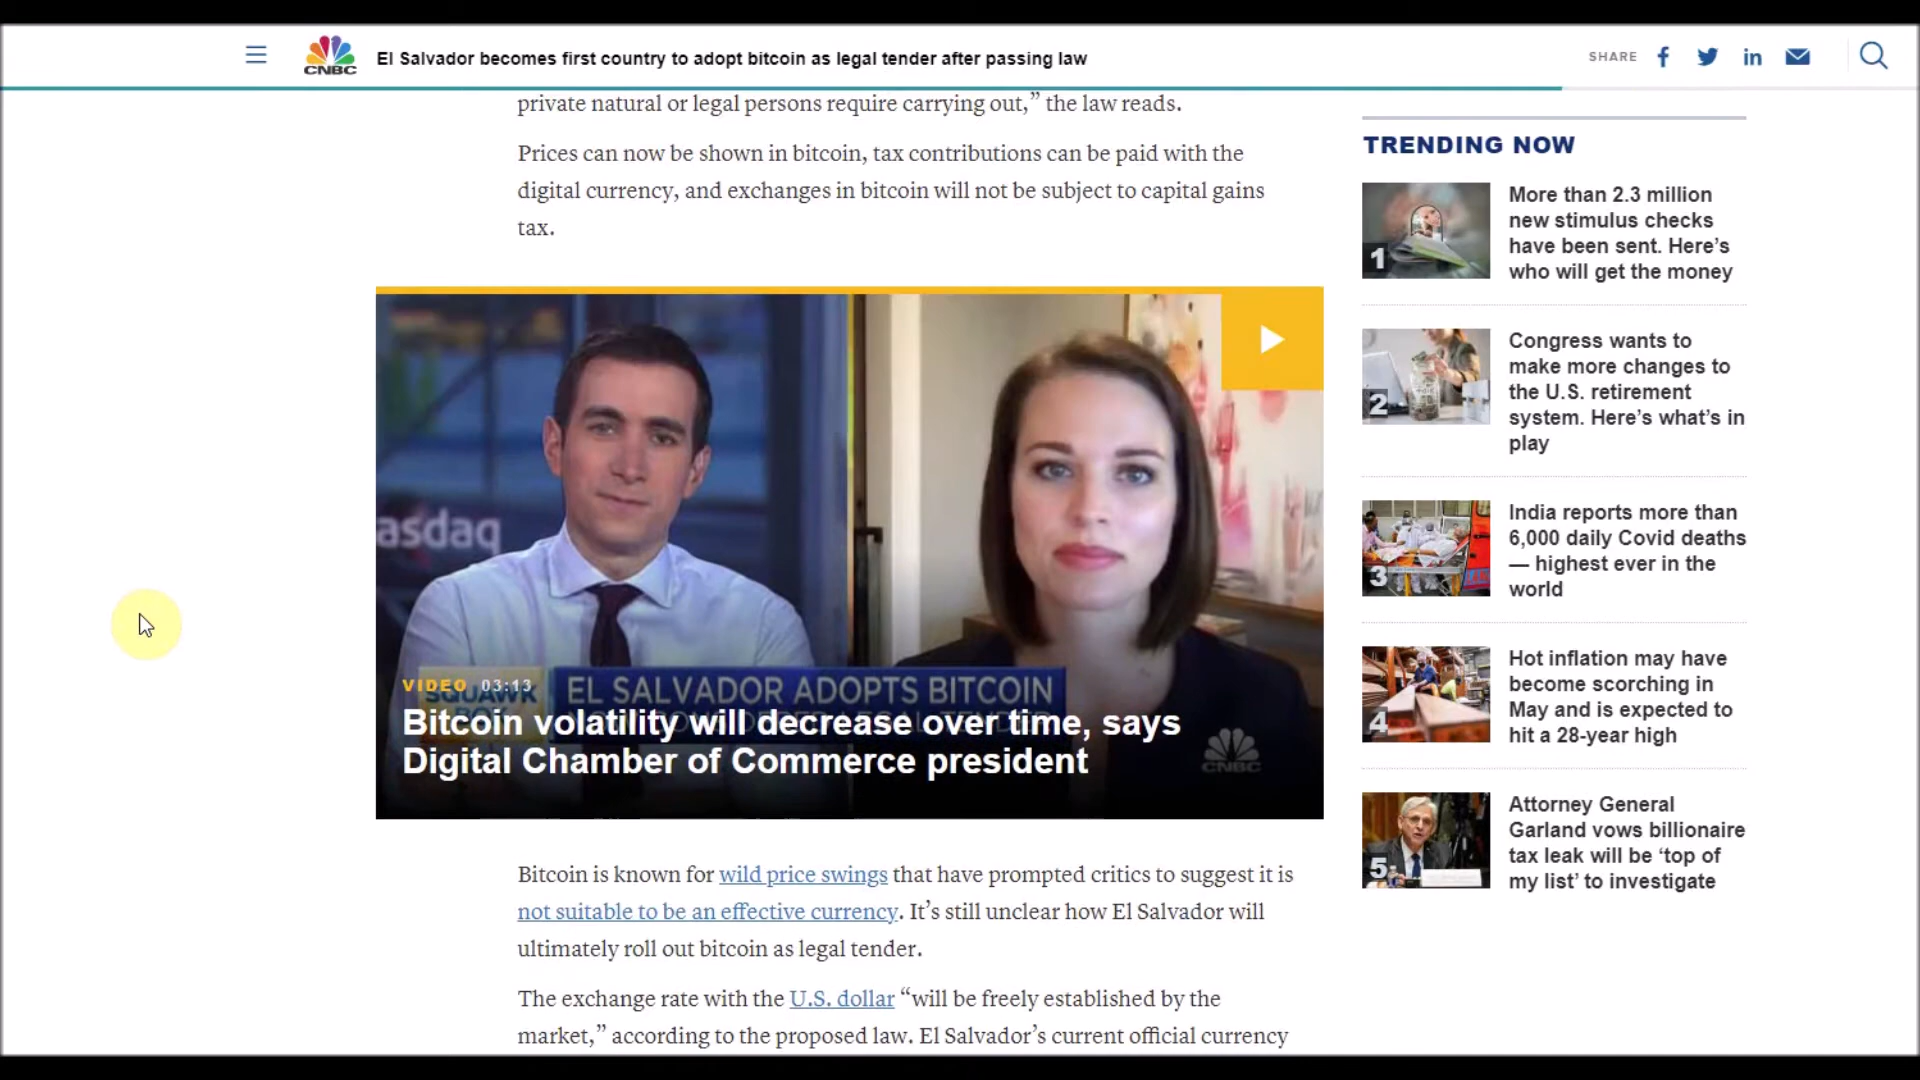 CNBC
El Salvador becomes first country to adopt bitcoin as legal tender after passing law
SHARE
private natural or legal persons require carrying out,” the law reads.
Prices can now be shown in bitcoin, tax contributions can be paid with the
digital currency, and exchanges in bitcoin will not be subject to capital gains
tax.
asdaq
EL SALVADOR ADOPTS BITCOIN
VIDEO 03:13
SQUAWK
Bitcoin volatility will decrease over time, says
Digital Chamber of Commerce president
CNBC
Bitcoin is known for wild price swings that have prompted critics to suggest it is
not suitable to be an effective currency. It’s still unclear how El Salvador will
ultimately roll out bitcoin as legal tender.
The exchange rate with the U.S. dollar “will be freely established by the
market,” according to the proposed law. El Salvador’s current official currency
TRENDING NOW
1
More than 2.3 million
new stimulus checks
have been sent. Here’s
who will get the money
2
Congress wants to
make more changes to
the U.S. retirement
system. Here’s what’s in
play
3
India reports more than
6,000 daily Covid deaths
— highest ever in the
world
4
Hot inflation may have
become scorching in
May and is expected to
hit a 28-year high
5
Attorney General
Garland vows billionaire
tax leak will be ‘top of
my list’ to investigate